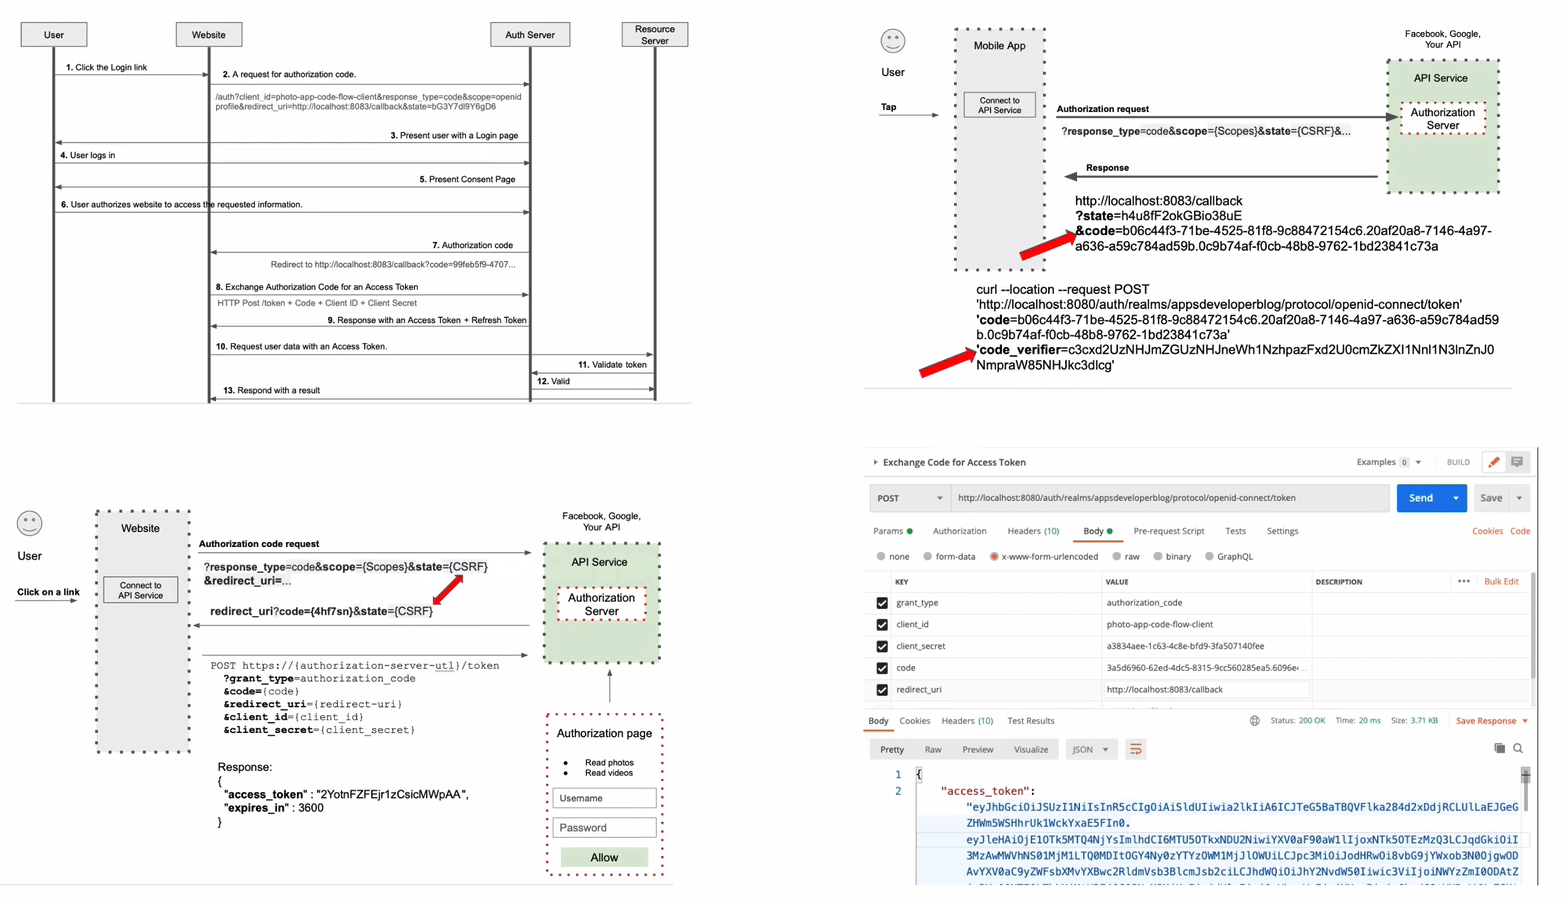 User
Website
Auth Server
Resource
Server
1. Click the Login link
2. A request for authorization code.
/auth?client_id=photo-app-code-flow-client&response_type=code&scope=openid
profile&redirect_uri=http://localhost:8083/callback&state=bG3Y7dl9Y6gD6
3. Present user with a Login page
4. User logs in
5. Present Consent Page
6. User authorizes website to access the requested information.
7. Authorization code
Redirect to http://localhost:8083/callback?code=99feb5f9-4707...
8. Exchange Authorization Code for an Access Token
HTTP Post /token + Code + Client ID + Client Secret
9. Response with an Access Token + Refresh Token
10. Request user data with an Access Token.
11. Validate token
12. Valid
13. Respond with a result
User
Tap
Mobile App
Connect to
API Service
Facebook, Google,
Your API
API Service
Authorization
Server
Authorization request
?response_type=code&scope={Scopes}&state={CSRF}&...
Response
http://localhost:8083/callback
?state=h4u8fF2okGBio38uE
&code=b06c44f3-71be-4525-81f8-9c88472154c6.20af20a8-7146-4a97-
a636-a59c784ad59b.0c9b74af-f0cb-48b8-9762-1bd23841c73a
curl --location --request POST
'http://localhost:8080/auth/realms/appsdeveloperblog/protocol/openid-connect/token'
'code=b06c44f3-71be-4525-81f8-9c88472154c6.20af20a8-7146-4a97-a636-a59c784ad59
b.0c9b74af-f0cb-48b8-9762-1bd23841c73a'
'code_verifier=c3cxd2UzNHJmZGUzNHJneWh1NzhpazFxd2U0cmZkZXI1Nnl1N3lnZnJ0
NmpraW85NHJkc3dlcg'
User
Click on a link
Website
Connect to
API Service
Authorization code request
?response_type=code&scope={Scopes}&state={CSRF}
&redirect_uri=...
redirect_uri?code={4hf7sn}&state={CSRF}
POST https://{authorization-server-utl}/token
?grant_type=authorization_code
&code={code}
&redirect_uri={redirect-uri}
&client_id={client_id}
&client_secret={client_secret}
Response:
{
"access_token" : "2YotnFZFEjr1zCsicMWpAA",
"expires_in" : 3600
}
Facebook, Google,
Your API
API Service
Authorization
Server
Authorization page
Read photos
Read videos
Username
Password
Allow
Exchange Code for Access Token
Examples 0
BUILD
POST
http://localhost:8080/auth/realms/appsdeveloperblog/protocol/openid-connect/token
Send
Save
Params
Authorization
Headers (10)
Body
Pre-request Script
Tests
Settings
Cookies Code
none
form-data
x-www-form-urlencoded
raw
binary
GraphQL
KEY
VALUE
DESCRIPTION
Bulk Edit
grant_type
authorization_code
client_id
photo-app-code-flow-client
client_secret
a3834aee-1c63-4c8e-bfd9-3fa507140fee
code
3a5d6960-62ed-4dc5-8315-9cc560285ea5.6096e...
redirect_uri
http://localhost:8083/callback
Body Cookies Headers (10) Test Results
Status: 200 OK Time: 20 ms Size: 3.71 KB Save Response
Pretty Raw Preview Visualize JSON
1 {
2 "access_token":